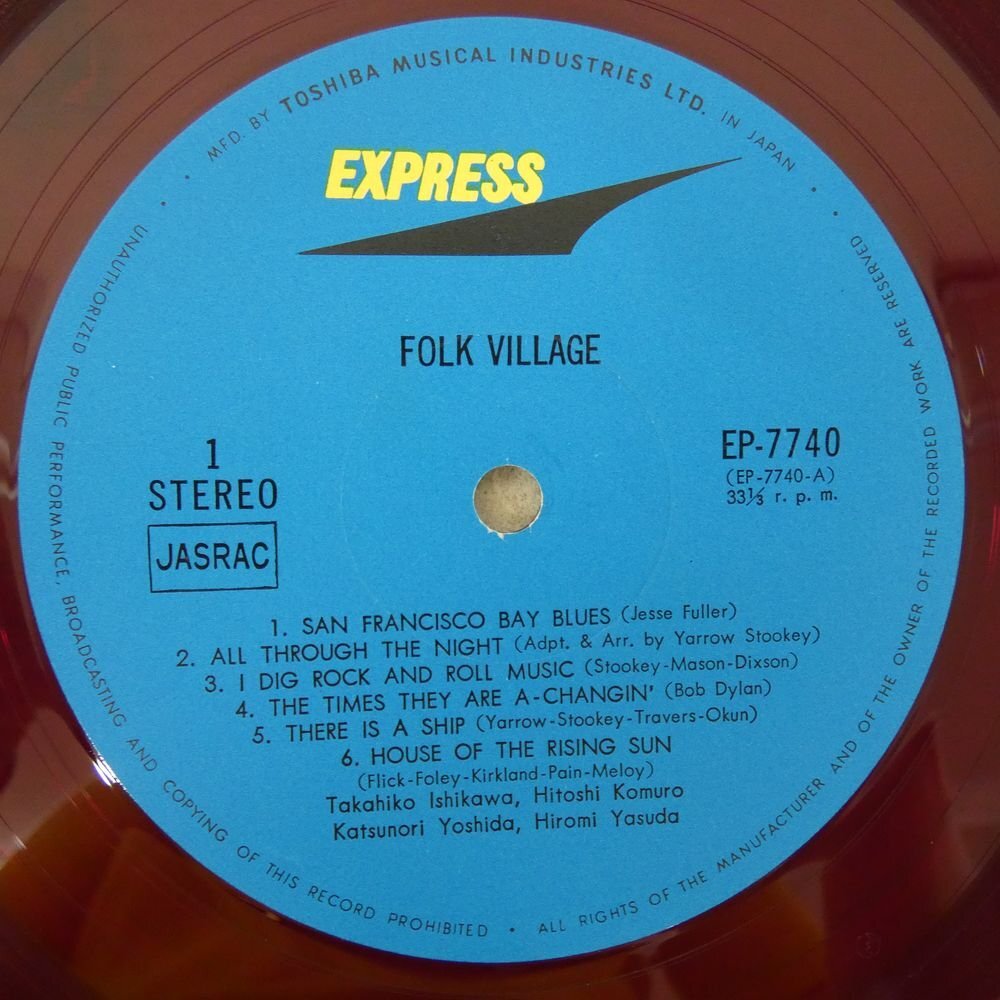 MFD. BY TOSHIBA MUSICAL INDUSTRIES LTD. IN JAPAN
EXPRESS
FOLK VILLAGE
1
STEREO
JASRAC
EP-7740
(EP-7740-A)
33⅓ r. p. m.
1. SAN FRANCISCO BAY BLUES (Jesse Fuller)
2. ALL THROUGH THE NIGHT (Adpt. & Arr. by Yarrow Stookey)
3. I DIG ROCK AND ROLL MUSIC (Stookey-Mason-Dixson)
4. THE TIMES THEY ARE A-CHANGIN' (Bob Dylan)
5. THERE IS A SHIP (Yarrow-Stookey-Travers-Okun)
6. HOUSE OF THE RISING SUN
(Flick-Foley-Kirkland-Pain-Meloy)
Takahiko Ishikawa, Hitoshi Komuro
Katsunori Yoshida, Hiromi Yasuda
UNAUTHORIZED PUBLIC PERFORMANCE, BROADCASTING AND COPYING OF THIS RECORD PROHIBITED • ALL RIGHTS OF THE MANUFACTURER AND OF THE OWNER OF THE RECORDED WORK ARE RESERVED